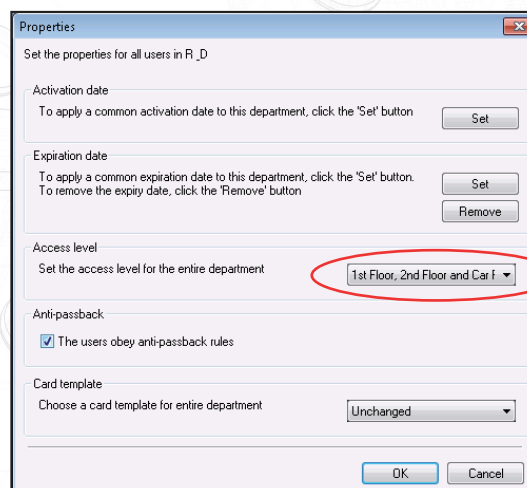 Properties
Set the properties for all users in R_D
Activation date
To apply a common activation date to this department, click the 'Set' button
Set
Expiration date
To apply a common expiration date to this department, click the 'Set' button.
To remove the expiry date, click the 'Remove' button
Set
Remove
Access level
Set the access level for the entire department
1st Floor, 2nd Floor and Car F
Anti-passback
The users obey anti-passback rules
Card template
Choose a card template for entire department
Unchanged
OK
Cancel